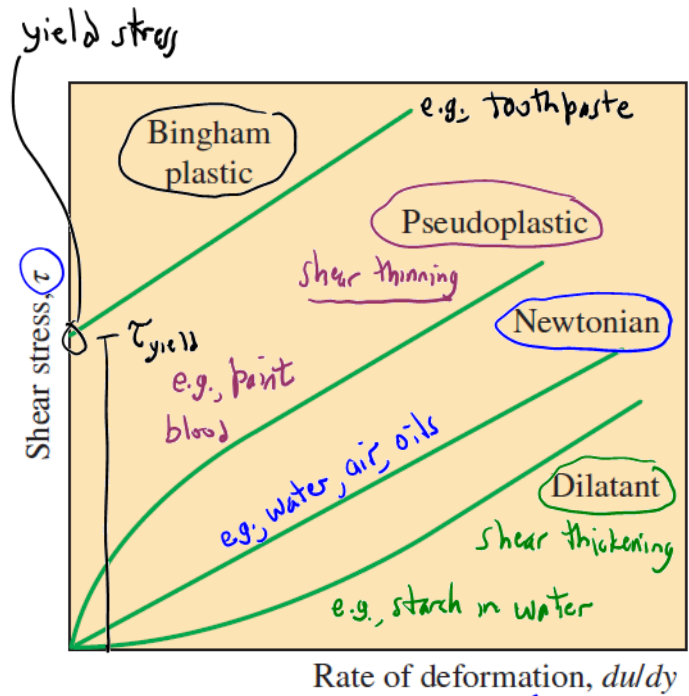 yield stress
e.g., toothpaste
Bingham
plastic
Pseudoplastic
shear thinning
Newtonian
Shear stress, τ
τyield
e.g., paint
blood
e.g., water, air, oils
Dilatant
shear thickening
e.g., starch in water
Rate of deformation, du/dy